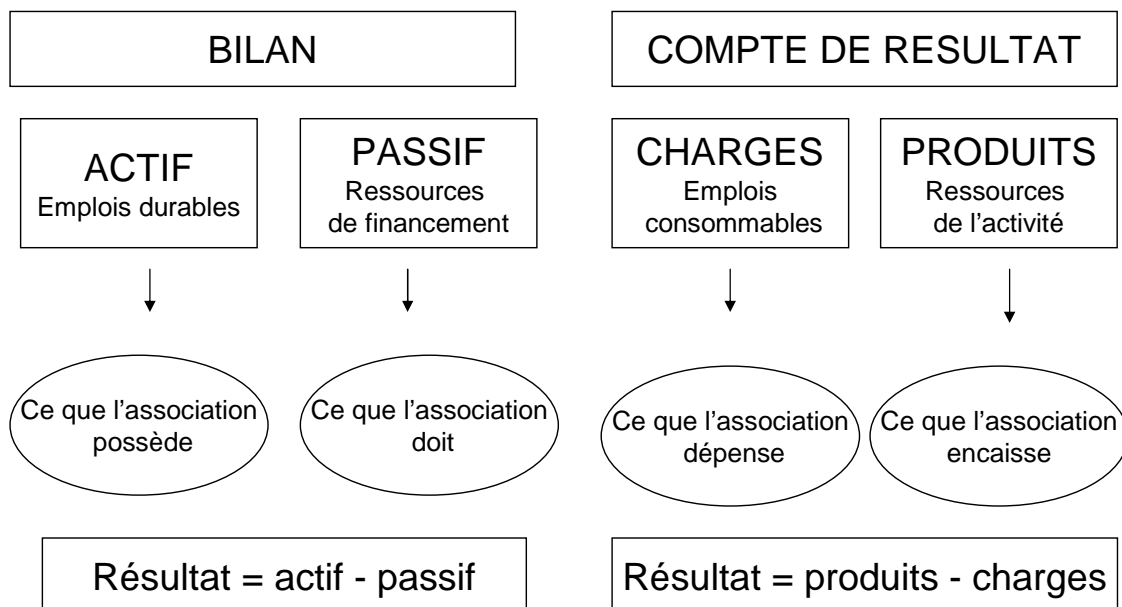 BILAN
COMPTE DE RESULTAT
ACTIF
Emplois durables
PASSIF
Ressources
de financement
CHARGES
Emplois
consommables
PRODUITS
Ressources
de l’activité
Ce que l’association
possède
Ce que l’association
doit
Ce que l’association
dépense
Ce que l’association
encaisse
Résultat = actif - passif
Résultat = produits - charges